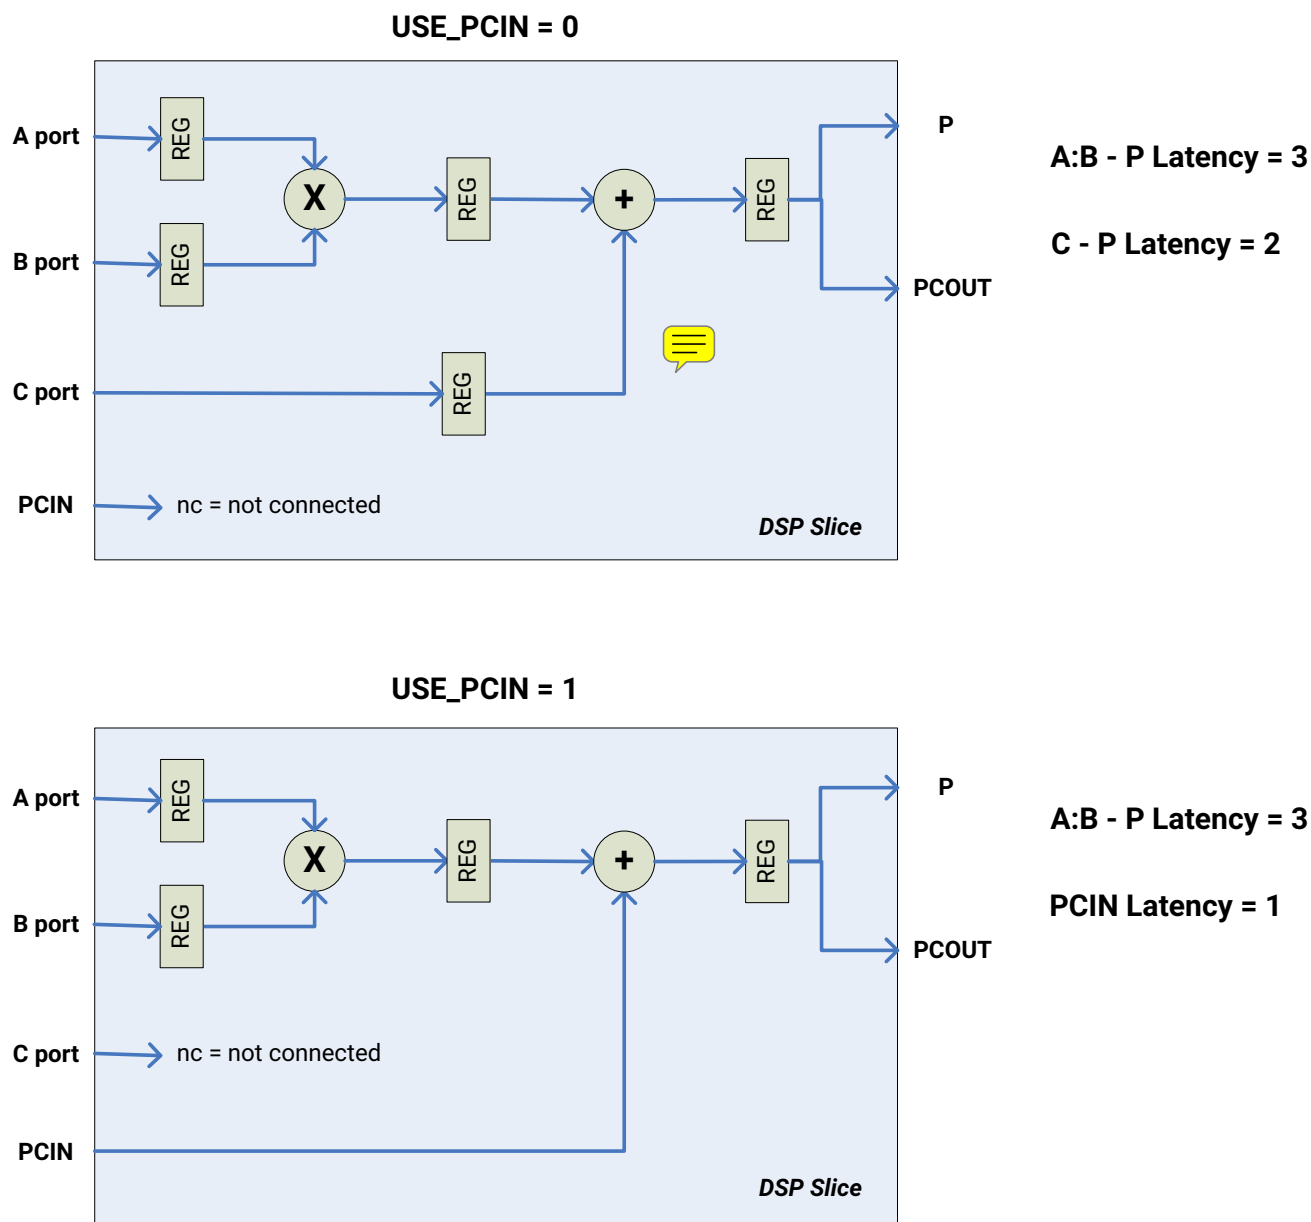 USE_PCIN = 0
A port
REG
X
REG
+
REG
P
A:B - P Latency = 3
B port
REG
C - P Latency = 2
PCOUT
C port
REG
PCIN
nc = not connected
DSP Slice
USE_PCIN = 1
A port
REG
X
REG
+
REG
P
A:B - P Latency = 3
B port
REG
PCIN Latency = 1
PCOUT
C port
nc = not connected
PCIN
DSP Slice